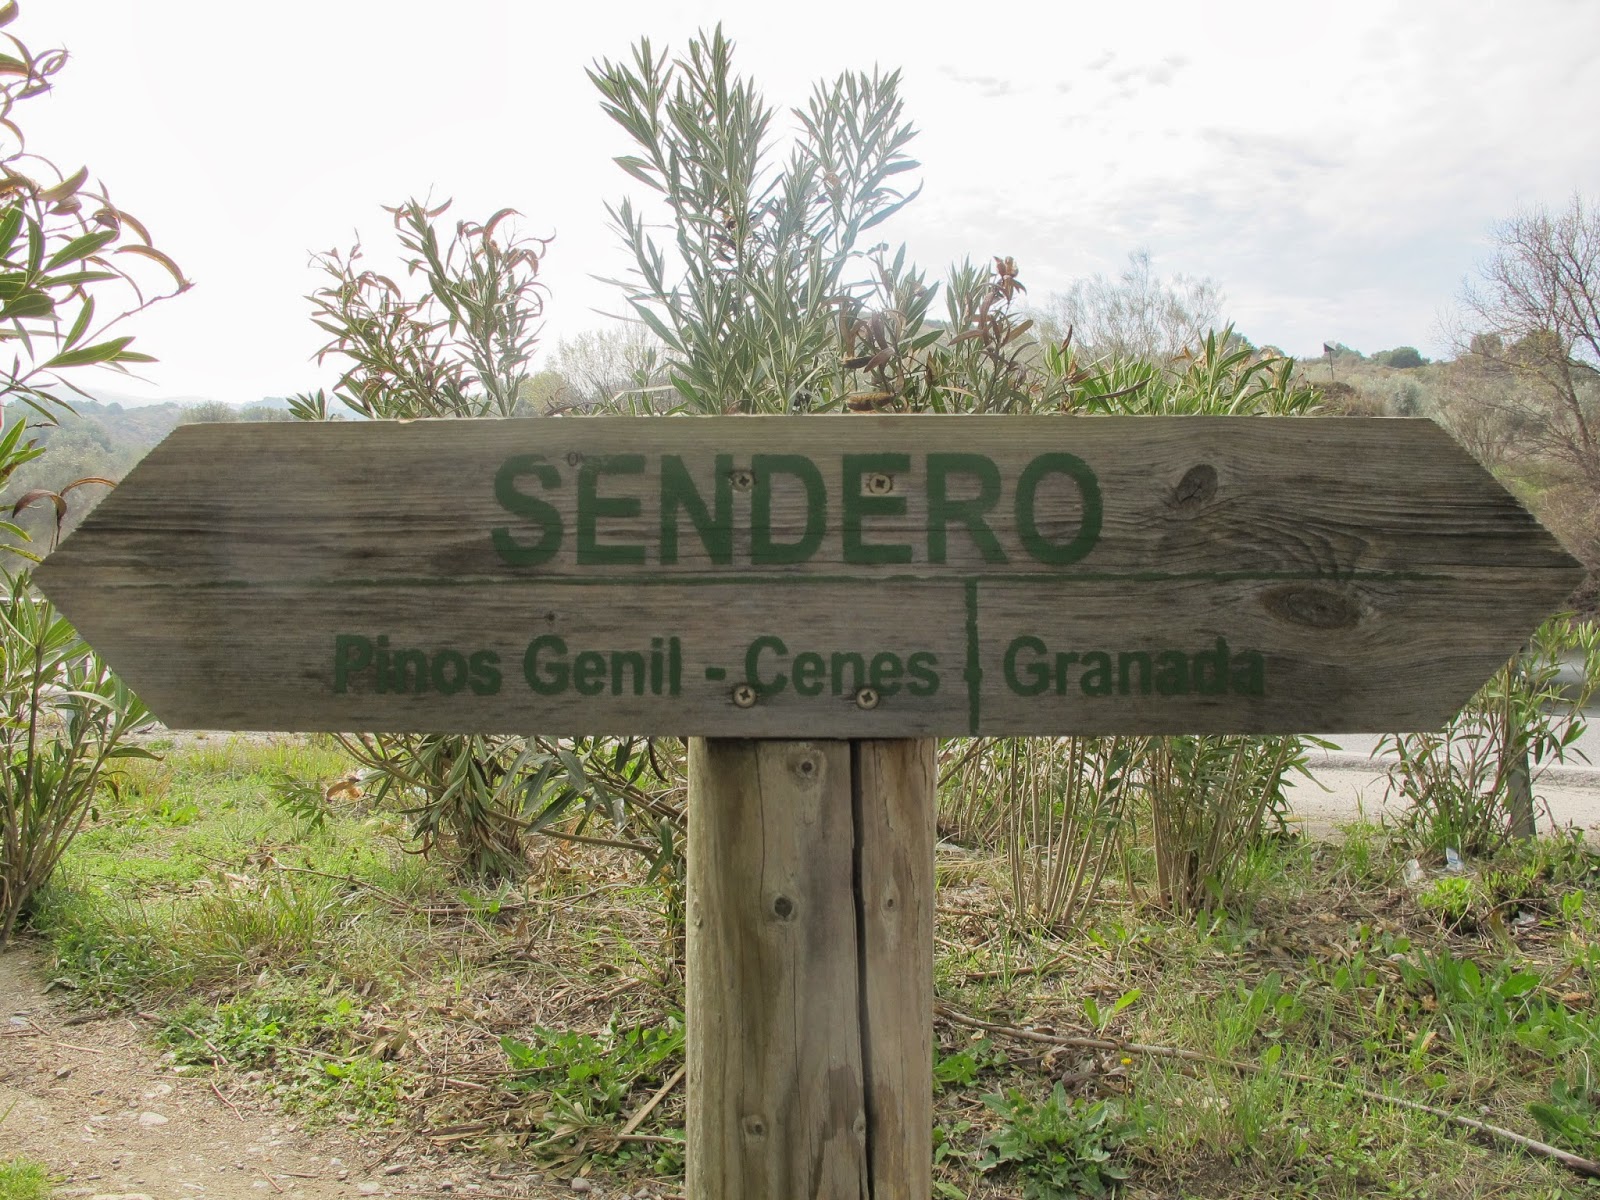 SENDERO
Pinos Genil - Cenes Granada